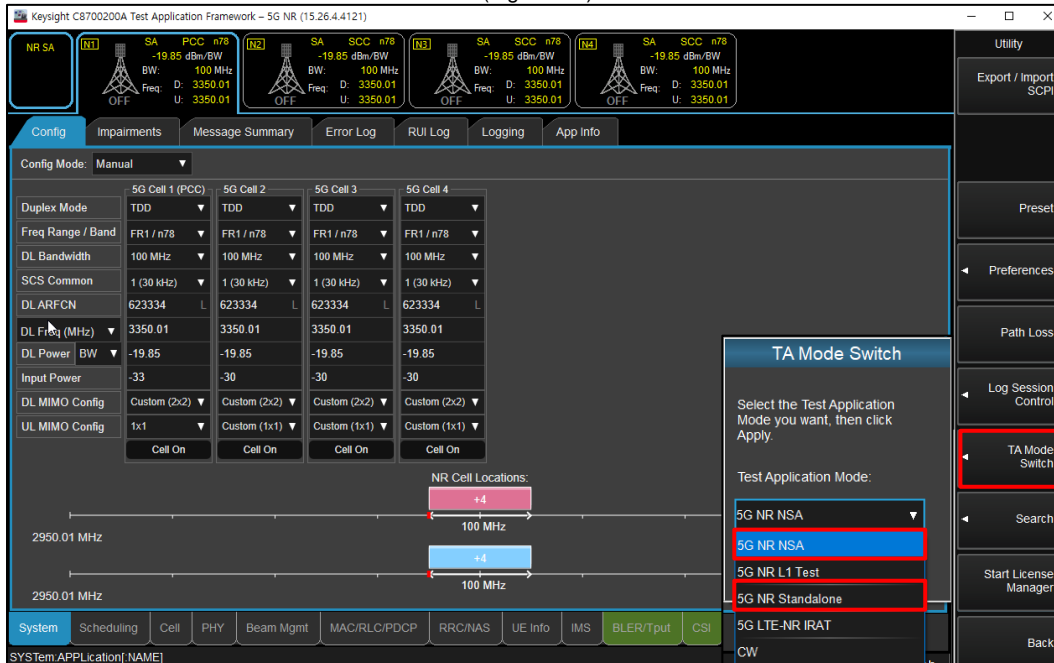 Keysight C8700200A Test Application Framework – 5G NR (15.26.4.4121)
NR SA
N1 SA PCC n78
-19.85 dBm/BW
BW: 100 MHz
Freq: D: 3350.01
U: 3350.01
OFF
N2 SA SCC n78
-19.85 dBm/BW
BW: 100 MHz
Freq: D: 3350.01
U: 3350.01
OFF
N3 SA SCC n78
-19.85 dBm/BW
BW: 100 MHz
Freq: D: 3350.01
U: 3350.01
OFF
N4 SA SCC n78
-19.85 dBm/BW
BW: 100 MHz
Freq: D: 3350.01
U: 3350.01
OFF
Config Impairments Message Summary Error Log RUI Log Logging App Info
Config Mode: Manual
5G Cell 1 (PCC) 5G Cell 2 5G Cell 3 5G Cell 4
Duplex Mode TDD TDD TDD TDD
Freq Range / Band FR1 / n78 FR1 / n78 FR1 / n78 FR1 / n78
DL Bandwidth 100 MHz 100 MHz 100 MHz 100 MHz
SCS Common 1 (30 kHz) 1 (30 kHz) 1 (30 kHz) 1 (30 kHz)
DL ARFCN 623334 L 623334 L 623334 L 623334 L
DL Freq (MHz) 3350.01 3350.01 3350.01 3350.01
DL Power BW -19.85 -19.85 -19.85 -19.85
Input Power -33 -30 -30 -30
DL MIMO Config Custom (2x2) Custom (2x2) Custom (2x2) Custom (2x2)
UL MIMO Config 1x1 Custom (1x1) Custom (1x1) Custom (1x1)
Cell On Cell On Cell On Cell On
NR Cell Locations:
+4
100 MHz
2950.01 MHz
+4
100 MHz
2950.01 MHz
System Scheduling Cell PHY Beam Mgmt MAC/RLC/PDCP RRC/NAS UE Info IMS BLER/Tput CSI
SYSTem:APPLication[:NAME]
TA Mode Switch
Select the Test Application
Mode you want, then click
Apply.
Test Application Mode:
5G NR NSA
5G NR NSA
5G NR L1 Test
5G NR Standalone
5G LTE-NR IRAT
CW
Utility
Export / Import
SCPI
Preset
Preferences
Path Loss
Log Session
Control
TA Mode
Switch
Search
Start License
Manager
Back